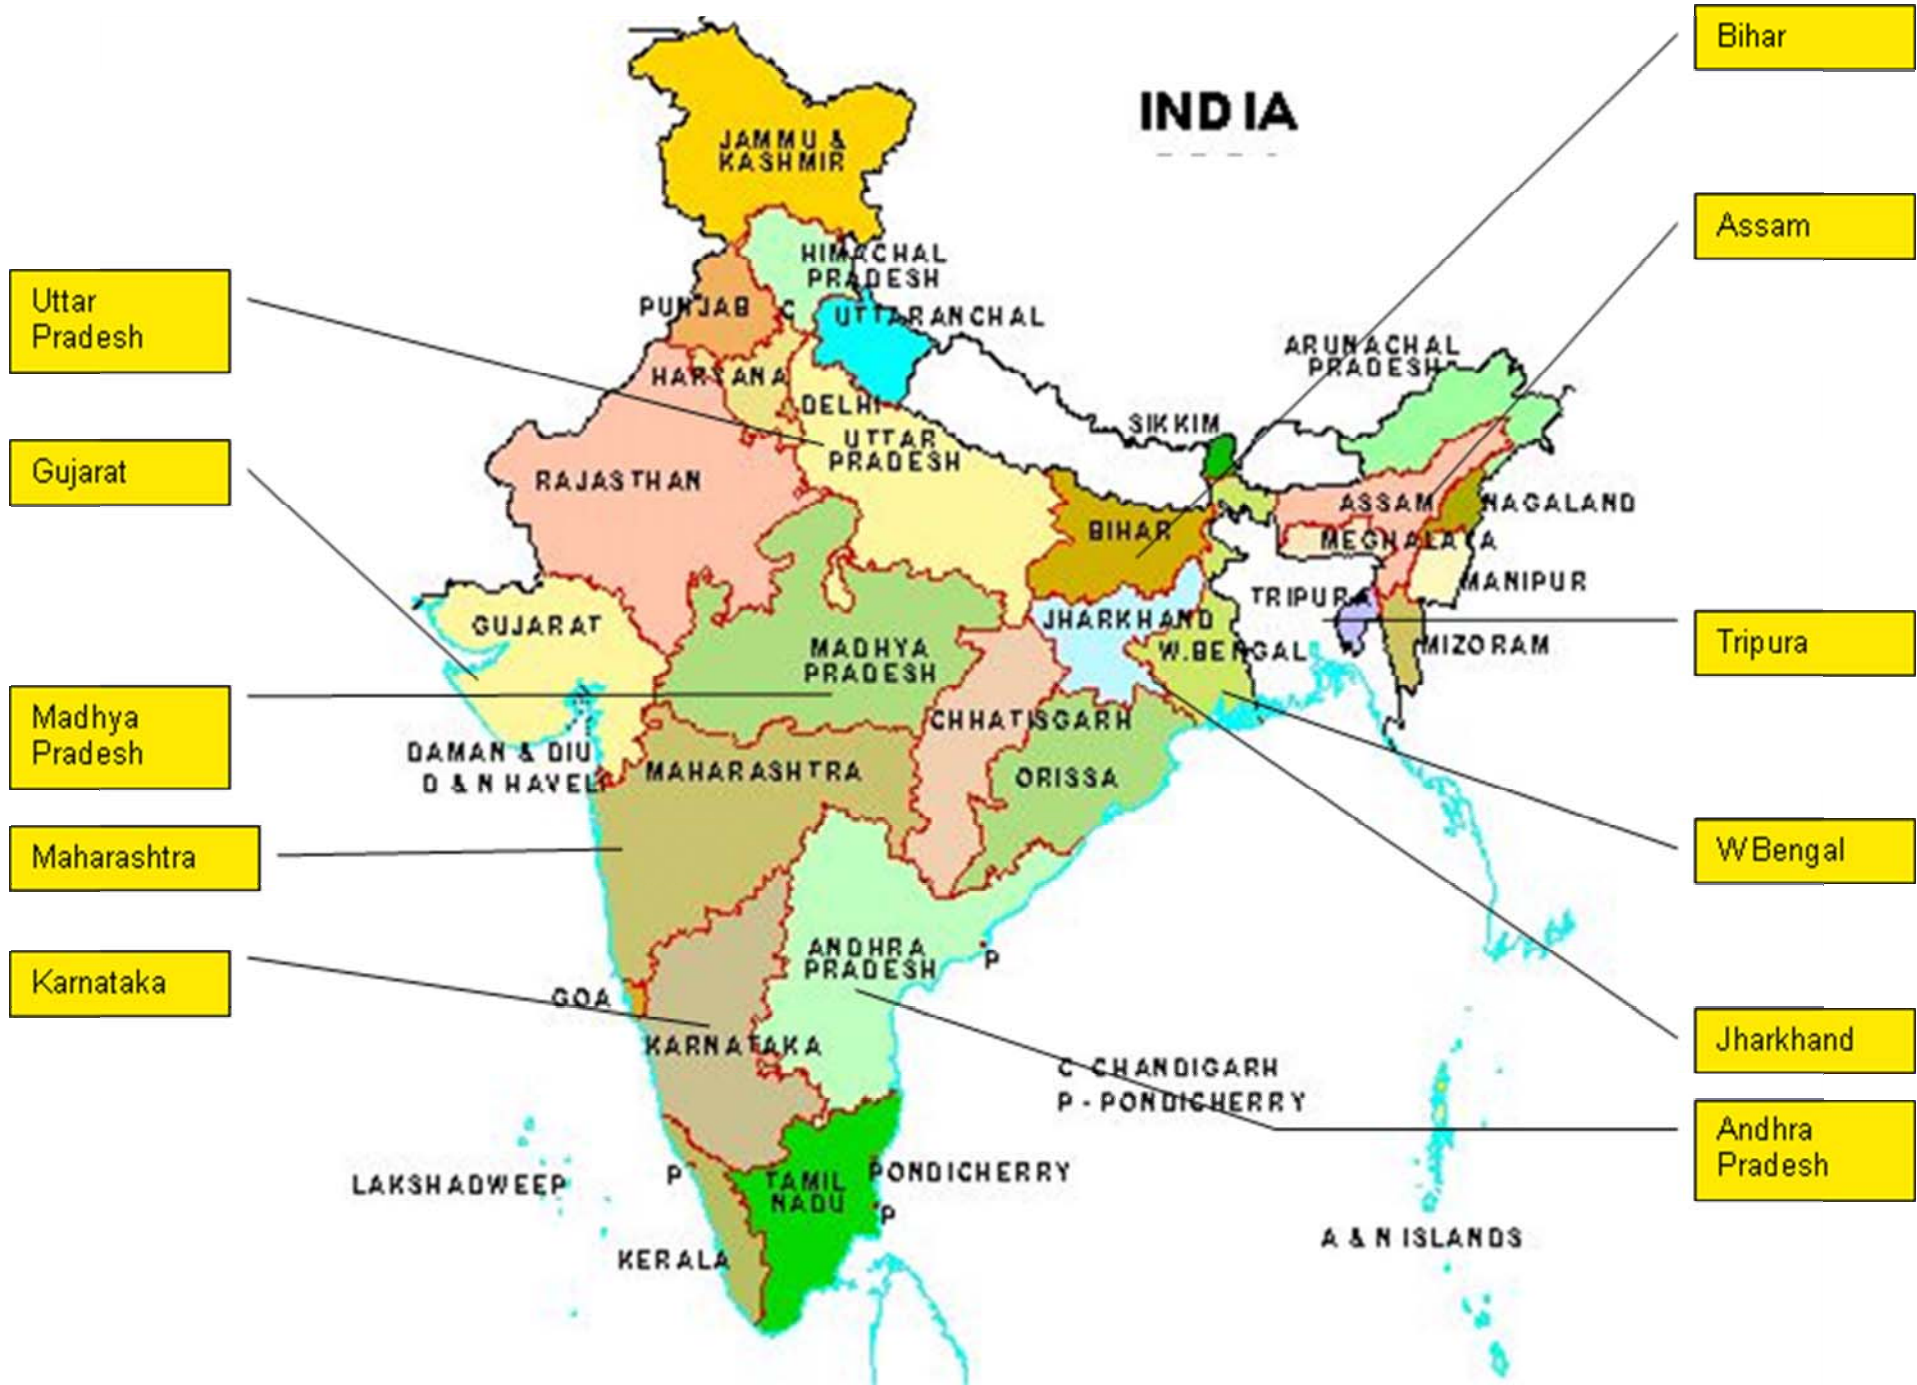 Bihar
INDIA
JAMMU &
KASHMIR
Assam
HIMACHAL
PRADESH
Uttar
Pradesh
PUNJAB
C
UTTARANCHAL
ARUNACHAL
PRADESH
HARYANA
DELHI
SIKKIM
UTTAR
PRADESH
Gujarat
RAJASTHAN
ASSAM
NAGALAND
BIHAR
MEGHALAYA
MANIPUR
TRIPURA
GUJARAT
JHARKHAND
Tripura
MADHYA
PRADESH
W.BENGAL
MIZORAM
Madhya
Pradesh
CHHATISGARH
DAMAN & DIU
D & N HAVELI
MAHARASHTRA
ORISSA
Maharashtra
W Bengal
ANDHRA
PRADESH
P
Karnataka
GOA
KARNATAKA
Jharkhand
C-CHANDIGARH
P - PONDICHERRY
Andhra
Pradesh
LAKSHADWEEP
P
TAMIL
NADU
PONDICHERRY
P
KERALA
A & N ISLANDS